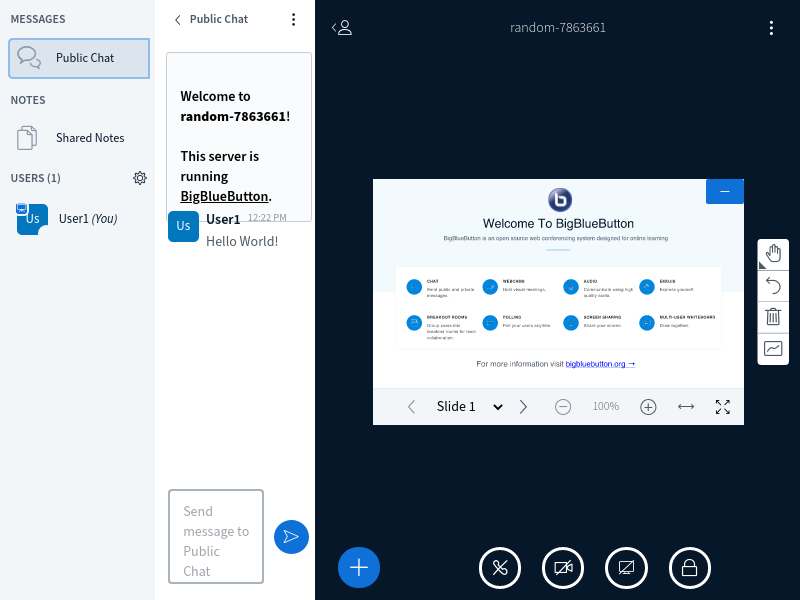 MESSAGES
Public Chat
NOTES
Shared Notes
USERS (1)
Us
User1 (You)
Public Chat
Welcome to
random-7863661!
This server is
running
BigBlueButton.
Us
User1 12:22 PM
Hello World!
Send
message to
Public
Chat
random-7863661
b
Welcome To BigBlueButton
BigBlueButton is an open source web conferencing system designed for online learning
CHAT
Send public and private
messages.
WEBCAMS
Hold visual meetings.
AUDIO
Communicate using high
quality audio.
EMOJIS
Express yourself.
BREAKOUT ROOMS
Group users into
breakout rooms for team
collaboration.
POLLING
Poll your users anytime.
SCREEN SHARING
Share your screen.
MULTI-USER WHITEBOARD
Draw together.
For more information visit bigbluebutton.org →
Slide 1
100%